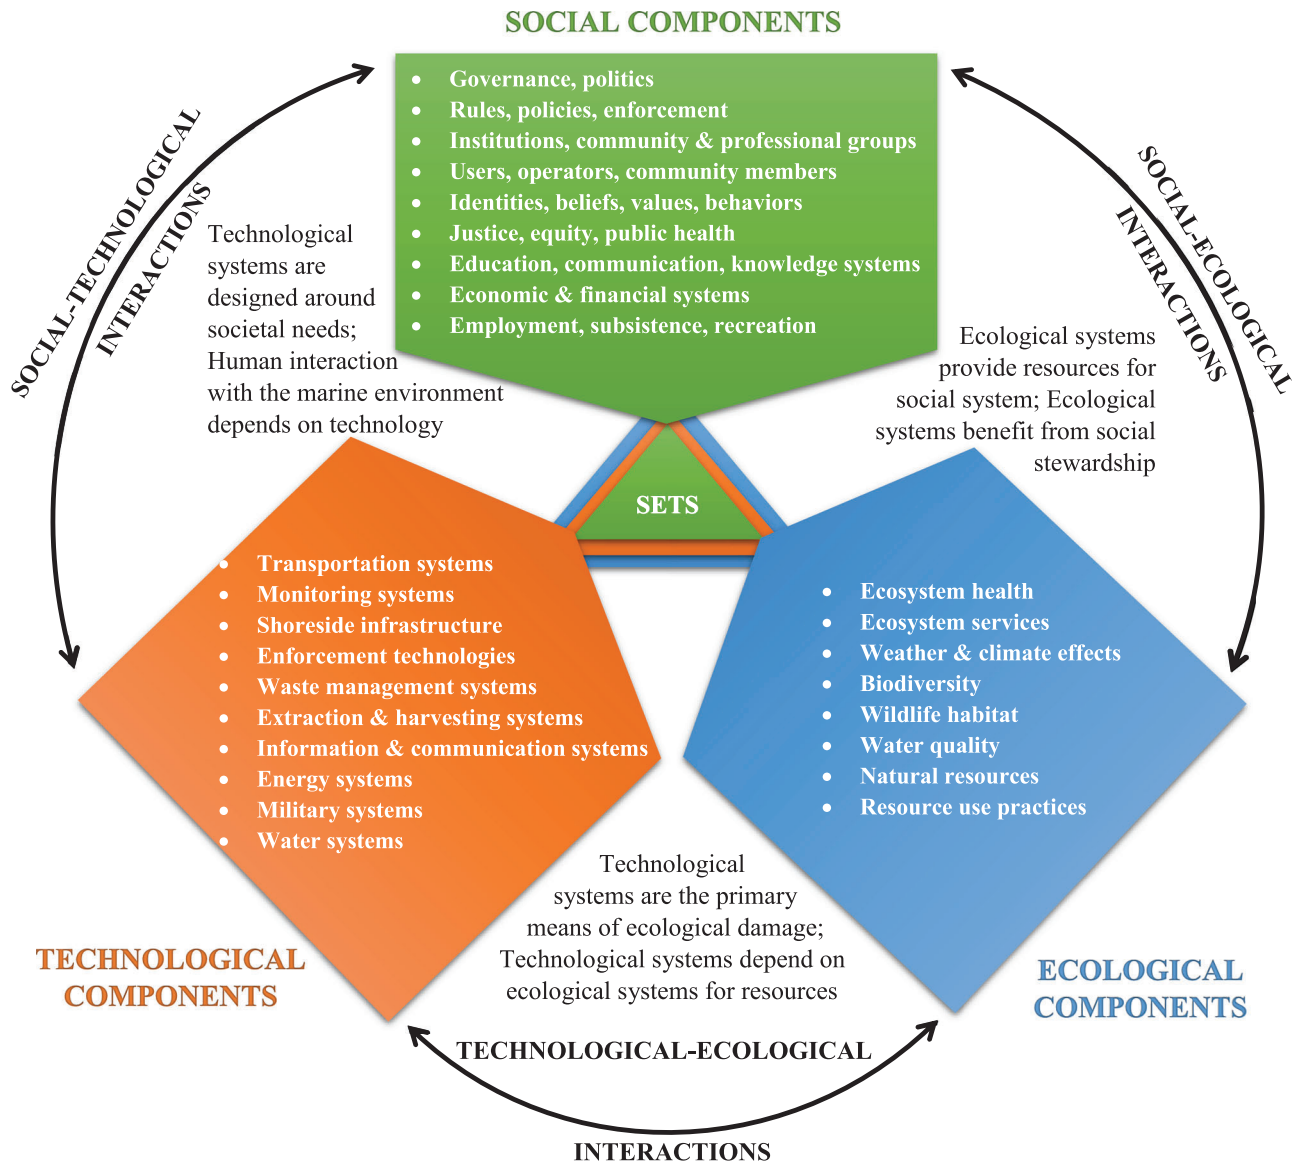 SOCIAL COMPONENTS
• Governance, politics
• Rules, policies, enforcement
• Institutions, community & professional groups
• Users, operators, community members
• Identities, beliefs, values, behaviors
• Justice, equity, public health
• Education, communication, knowledge systems
• Economic & financial systems
• Employment, subsistence, recreation
SOCIAL-TECHNOLOGICAL
INTERACTIONS
Technological
systems are
designed around
societal needs;
Human interaction
with the marine environment
depends on technology
SOCIAL-ECOLOGICAL
INTERACTIONS
Ecological systems
provide resources for
social system; Ecological
systems benefit from social
stewardship
SETS
• Transportation systems
• Monitoring systems
• Shoreside infrastructure
• Enforcement technologies
• Waste management systems
• Extraction & harvesting systems
• Information & communication systems
• Energy systems
• Military systems
• Water systems
TECHNOLOGICAL
COMPONENTS
• Ecosystem health
• Ecosystem services
• Weather & climate effects
• Biodiversity
• Wildlife habitat
• Water quality
• Natural resources
• Resource use practices
ECOLOGICAL
COMPONENTS
Technological
systems are the primary
means of ecological damage;
Technological systems depend on
ecological systems for resources
TECHNOLOGICAL-ECOLOGICAL
INTERACTIONS